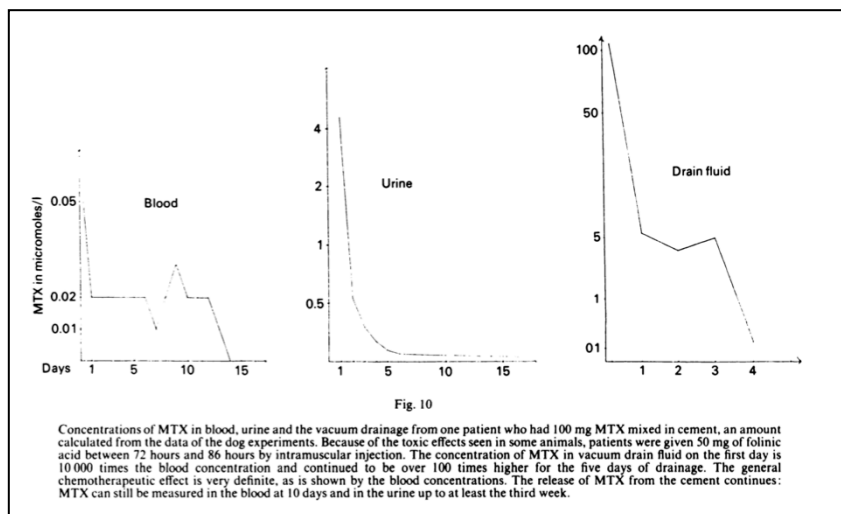 100
50
5
1
01
Drain fluid
1
2
3
4
4
2
1
0.5
Urine
1
5
10
15
MTX in micromoles/l
0.05
0.02
0.01
Blood
Days
1
5
10
15
Fig. 10
Concentrations of MTX in blood, urine and the vacuum drainage from one patient who had 100 mg MTX mixed in cement, an amount
calculated from the data of the dog experiments. Because of the toxic effects seen in some animals, patients were given 50 mg of folinic
acid between 72 hours and 86 hours by intramuscular injection. The concentration of MTX in vacuum drain fluid on the first day is
10 000 times the blood concentration and continued to be over 100 times higher for the five days of drainage. The general
chemotherapeutic effect is very definite, as is shown by the blood concentrations. The release of MTX from the cement continues:
MTX can still be measured in the blood at 10 days and in the urine up to at least the third week.